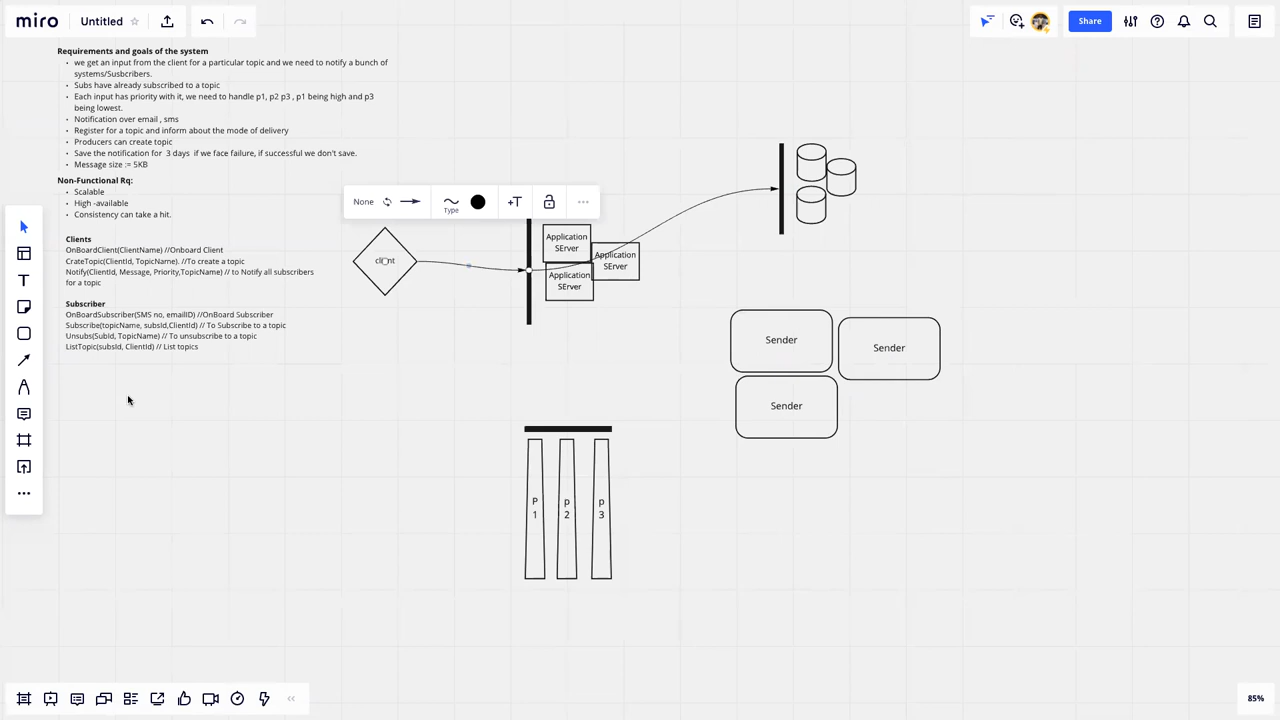 miro
Untitled
Share
Requirements and goals of the system
we get an input from the client for a particular topic and we need to notify a bunch of
systems/Susbcribers.
Subs have already subscribed to a topic
Each input has priority with it, we need to handle p1, p2 p3 , p1 being high and p3
being lowest.
Notification over email , sms
Register for a topic and inform about the mode of delivery
Producers can create topic
Save the notification for 3 days if we face failure, if successful we don't save.
Message size := 5KB
Non-Functional Rq:
Scalable
High -available
Consistency can take a hit.
Clients
OnBoardClient(ClientName) //Onboard Client
CrateTopic(ClientId, TopicName). //To create a topic
Notify(ClientId, Message, Priority,TopicName) // to Notify all subscribers
for a topic
Subscriber
OnBoardSubscriber(SMS no, emailID) //OnBoard Subscriber
Subscribe(topicName, subsId,ClientId) // To Subscribe to a topic
Unsubs(SubId, TopicName) // To unsubscribe to a topic
ListTopic(subsId, ClientId) // List topics
None
Type
+T
client
Application
SErver
Application
SErver
Application
SErver
Sender
Sender
Sender
P
1
p
2
p
3
85%